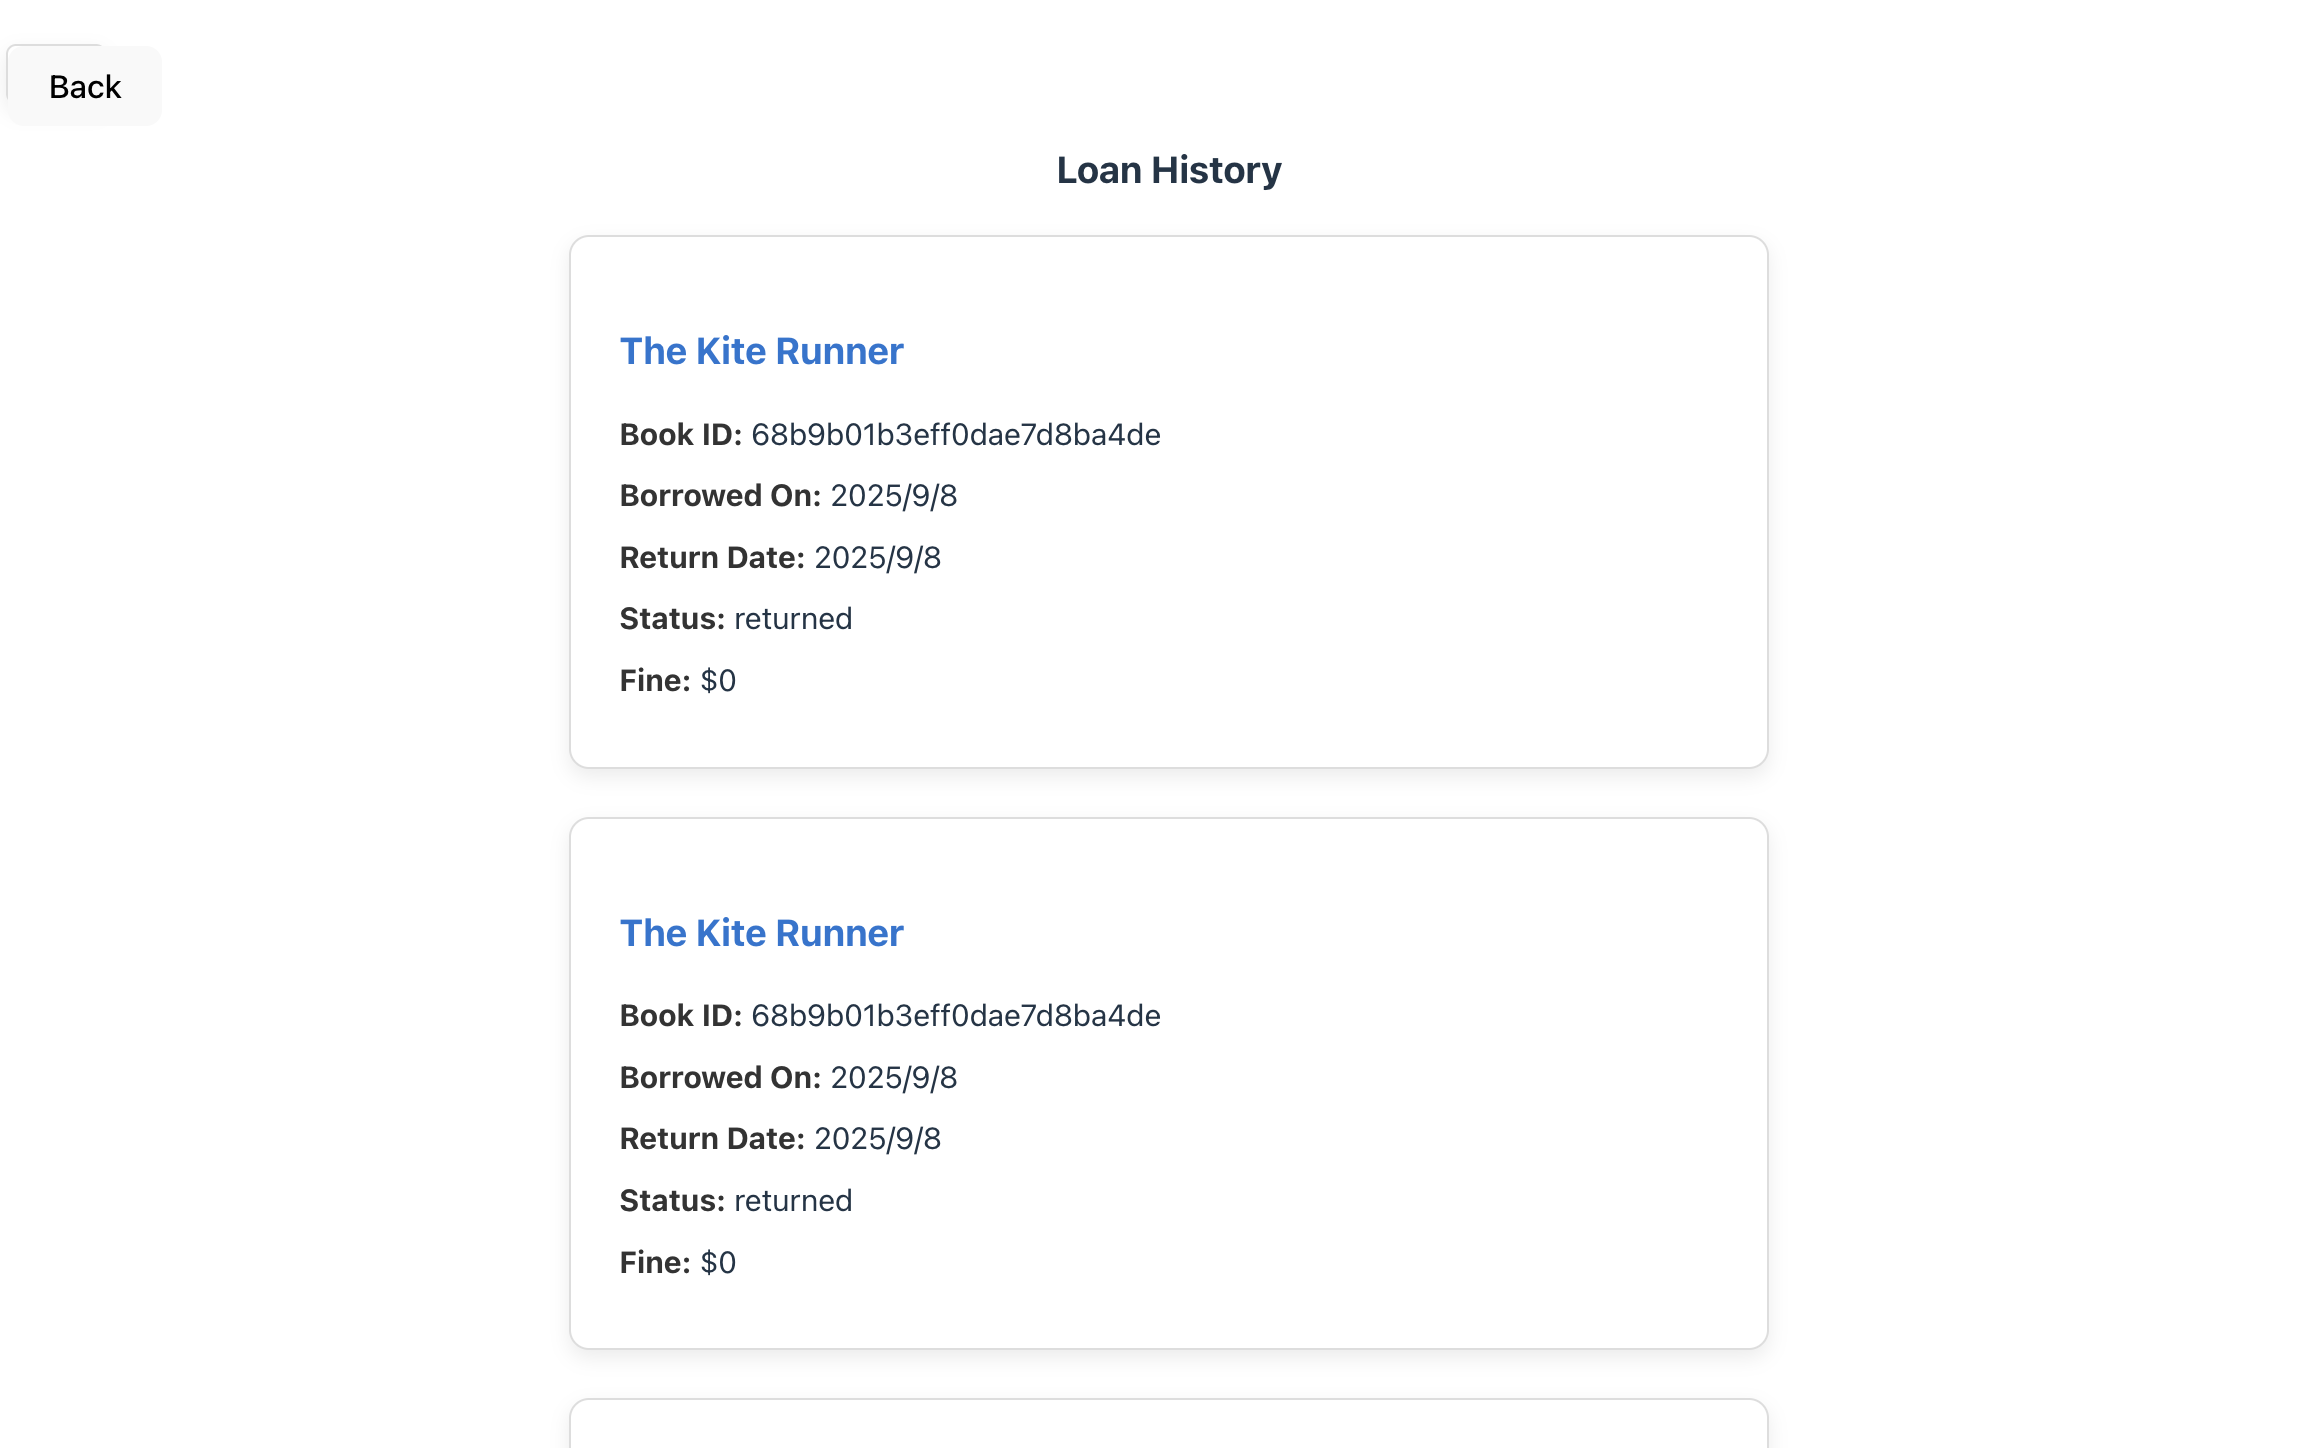 Back
Loan History
The Kite Runner
Book ID: 68b9b01b3eff0dae7d8ba4de
Borrowed On: 2025/9/8
Return Date: 2025/9/8
Status: returned
Fine: $0
The Kite Runner
Book ID: 68b9b01b3eff0dae7d8ba4de
Borrowed On: 2025/9/8
Return Date: 2025/9/8
Status: returned
Fine: $0